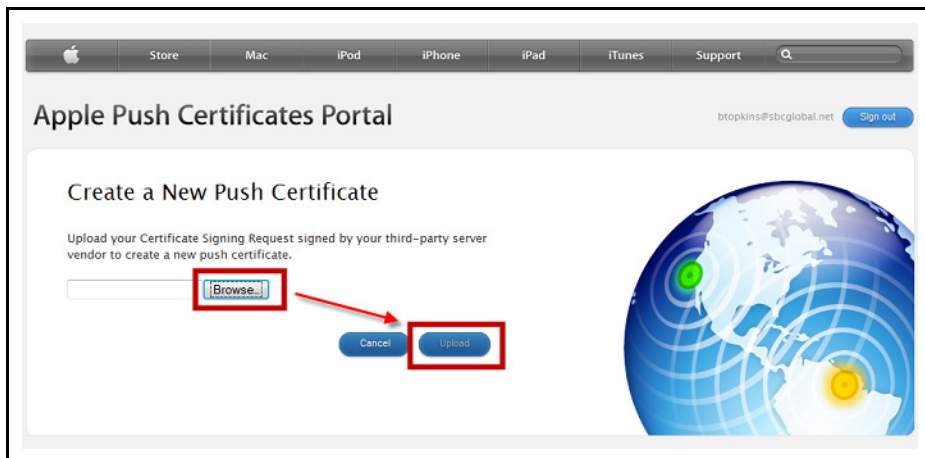 Store Mac iPod iPhone iPad iTunes Support
Apple Push Certificates Portal
btopkins@sbcglobal.net Sign out
Create a New Push Certificate
Upload your Certificate Signing Request signed by your third-party server
vendor to create a new push certificate.
Browse...
Cancel Upload